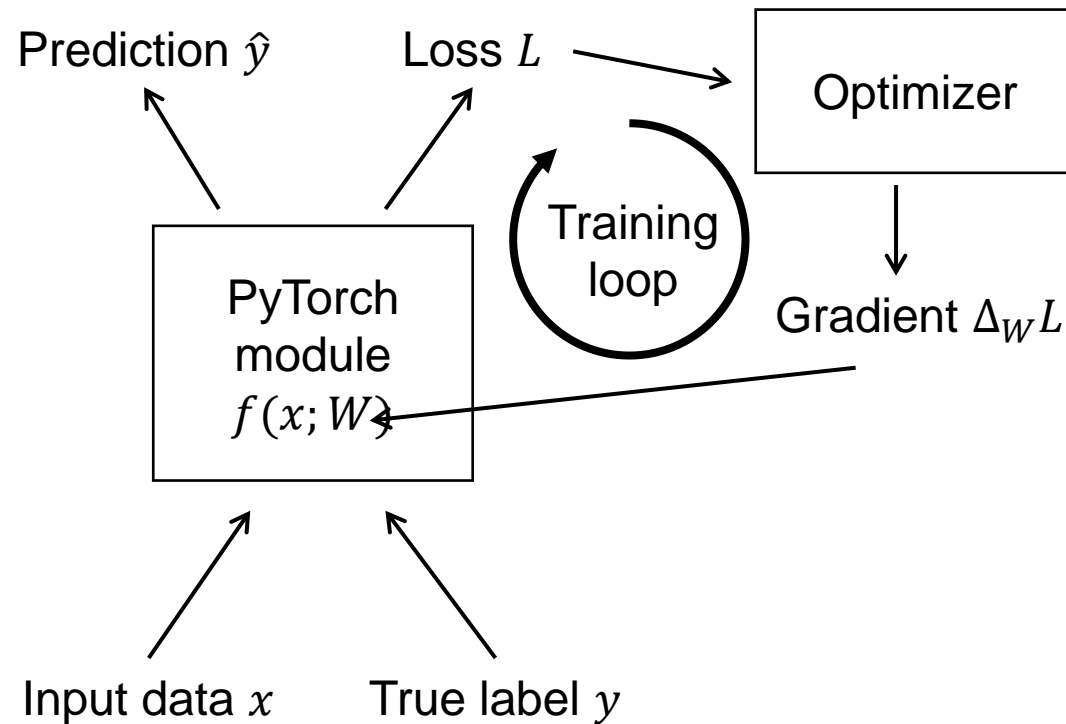 Prediction ŷ
Loss L
Optimizer
Training
loop
PyTorch
module
f(x; W)
Gradient Δ_W L
Input data x
True label y